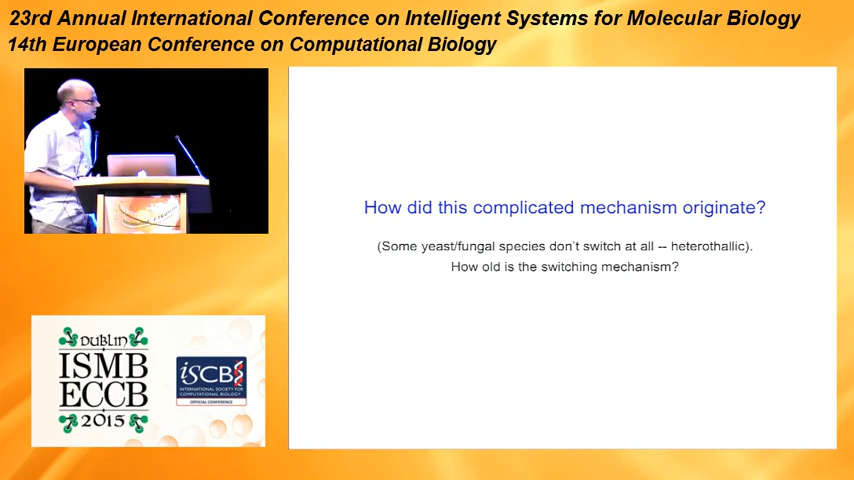 23rd Annual International Conference on Intelligent Systems for Molecular Biology
14th European Conference on Computational Biology
How did this complicated mechanism originate?
(Some yeast/fungal species don't switch at all -- heterothallic).
How old is the switching mechanism?
DUBLIN
ISMB
ECCB
2015
iSCB
INTERNATIONAL SOCIETY FOR
COMPUTATIONAL BIOLOGY
OFFICIAL CONFERENCE